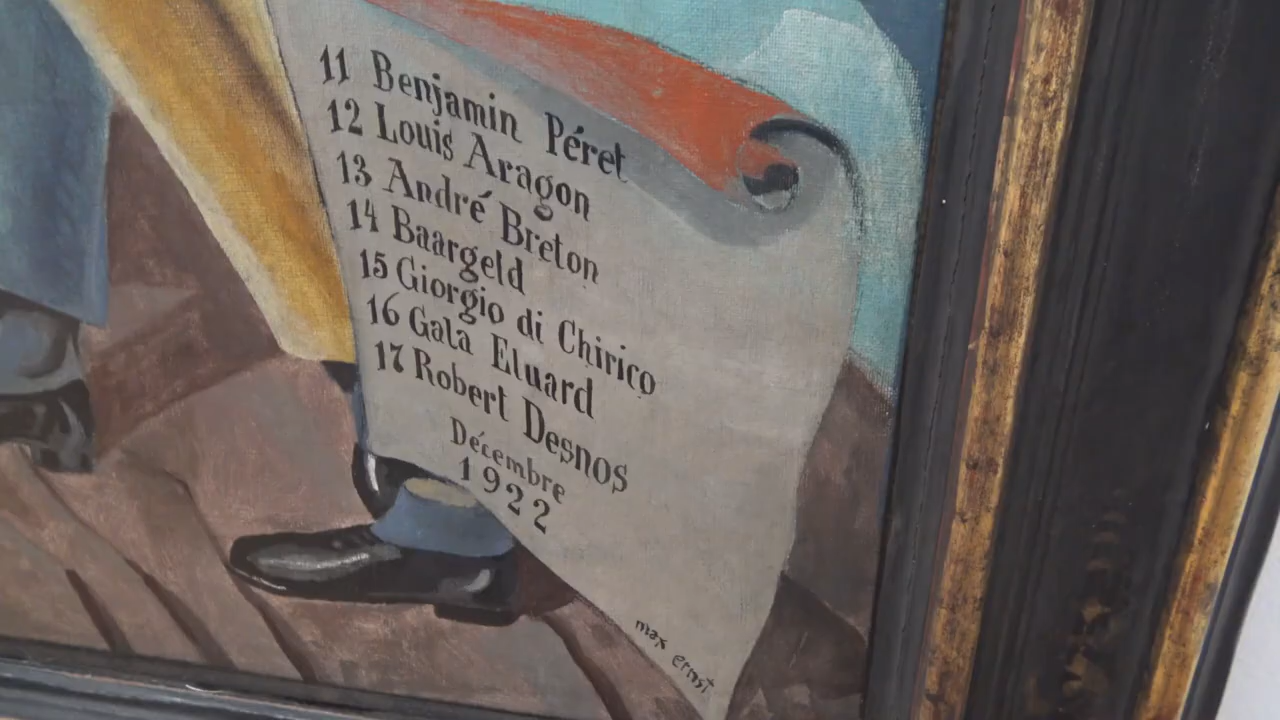 11 Benjamin Péret
12 Louis Aragon
13 André Breton
14 Baargeld
15 Giorgio di Chirico
16 Gala Eluard
17 Robert Desnos
Décembre
1922
max ernst